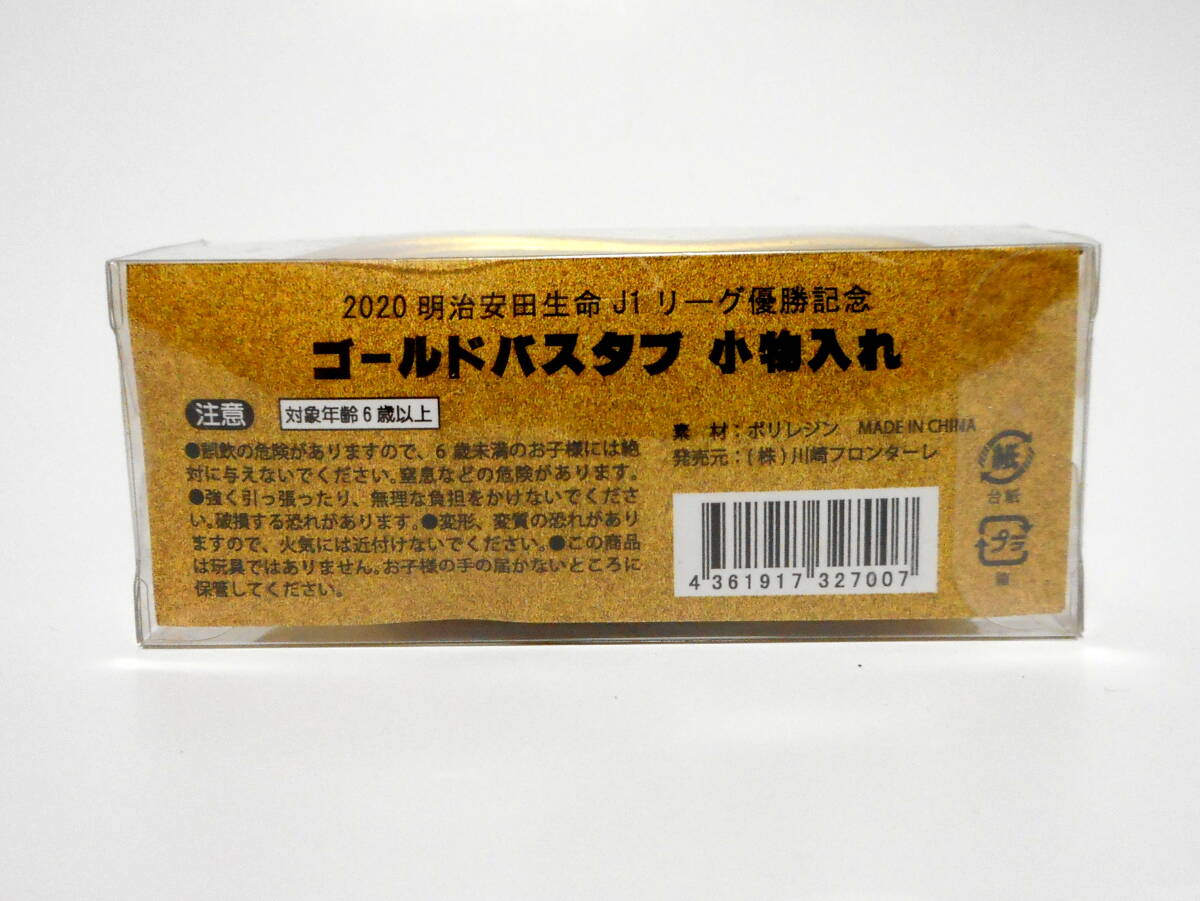 2020 明治安田生命 J1 リーグ優勝記念
ゴールドバスタブ 小物入れ
注意 対象年齢6歳以上
●誤飲の危険がありますので、6歳未満のお子様には絶
対に与えないでください。窒息などの危険があります。
●強く引っ張ったり、無理な負担をかけないでくださ
い。破損する恐れがあります。●変形、変質の恐れがあり
ますので、火気には近付けないでください。●この商品
は玩具ではありません。お子様の手の届かないところに
保管してください。
素 材：ポリレジン MADE IN CHINA
発売元：(株)川崎フロンターレ
4 361917 327007
紙
台紙
プラ